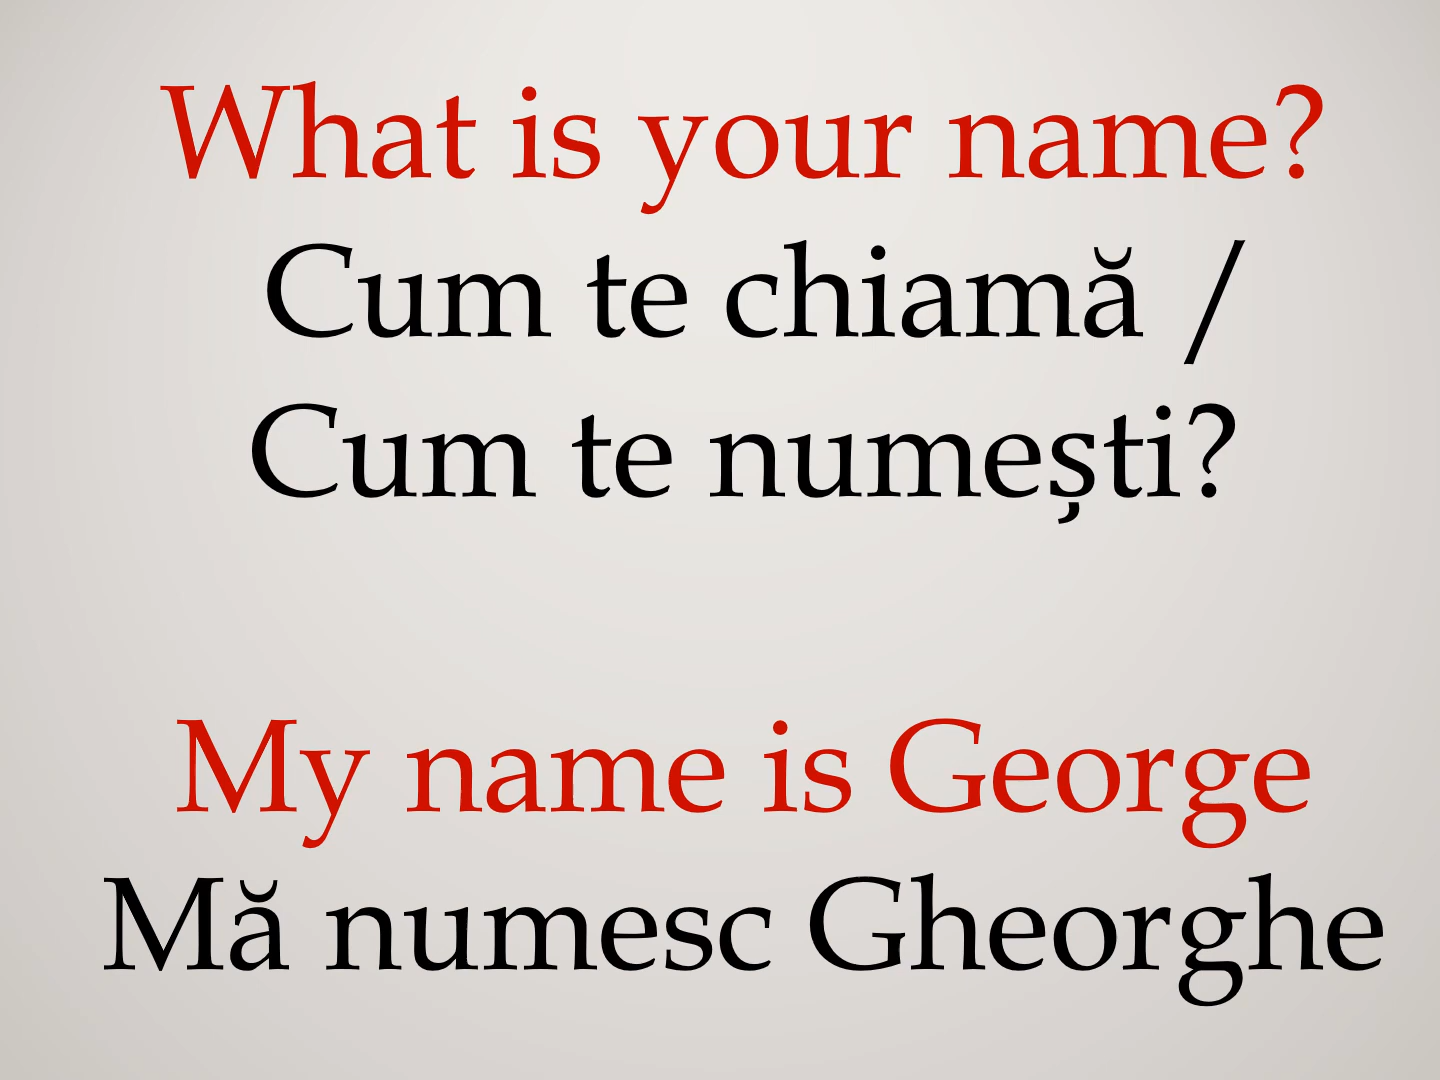 What is your name?
Cum te chiamă /
Cum te numești?
My name is George
Mă numesc Gheorghe